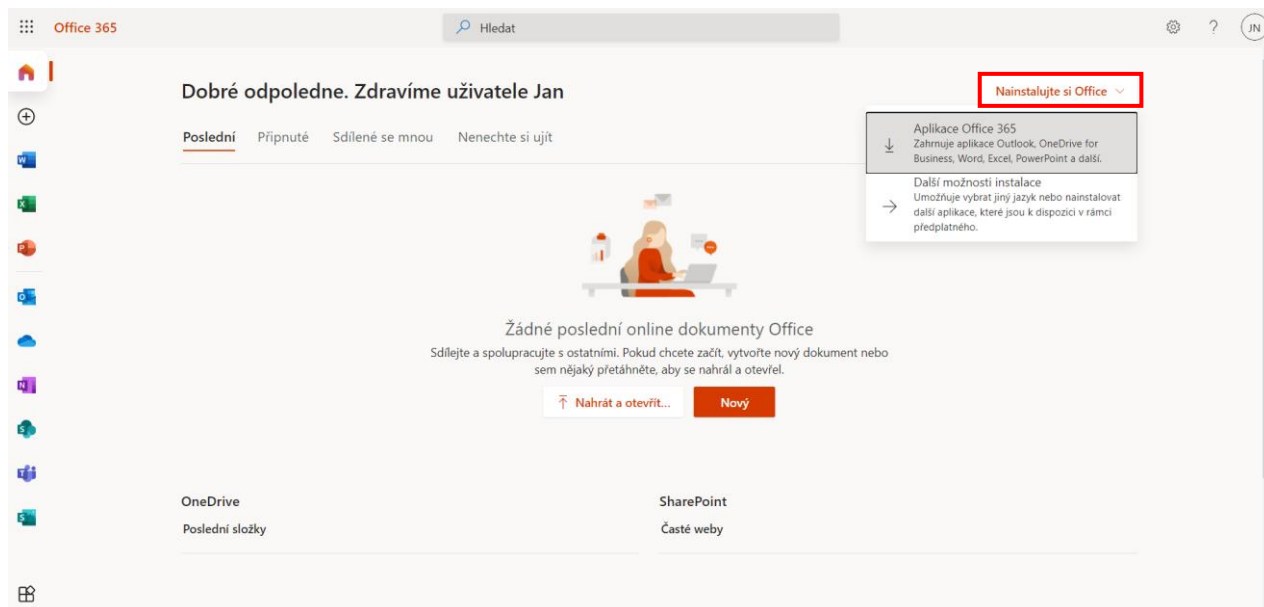 Office 365
Hledat
?
JN
Dobré odpoledne. Zdravíme uživatele Jan
Nainstalujte si Office
Poslední Připnuté Sdílené se mnou Nenechte si ujít
Aplikace Office 365
Zahrnuje aplikace Outlook, OneDrive for
Business, Word, Excel, PowerPoint a další.
Další možnosti instalace
Umožňuje vybrat jiný jazyk nebo nainstalovat
další aplikace, které jsou k dispozici v rámci
předplatného.
Žádné poslední online dokumenty Office
Sdílejte a spolupracujte s ostatními. Pokud chcete začít, vytvořte nový dokument nebo
sem nějaký přetáhněte, aby se nahrál a otevřel.
Nahrát a otevřít... Nový
OneDrive
Poslední složky
SharePoint
Časté weby